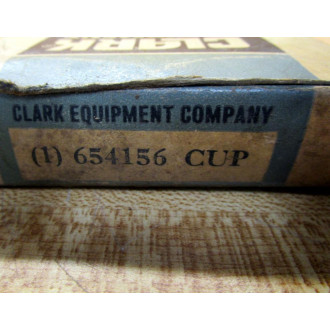 CLARK
CLARK EQUIPMENT COMPANY
(1) 654156 CUP